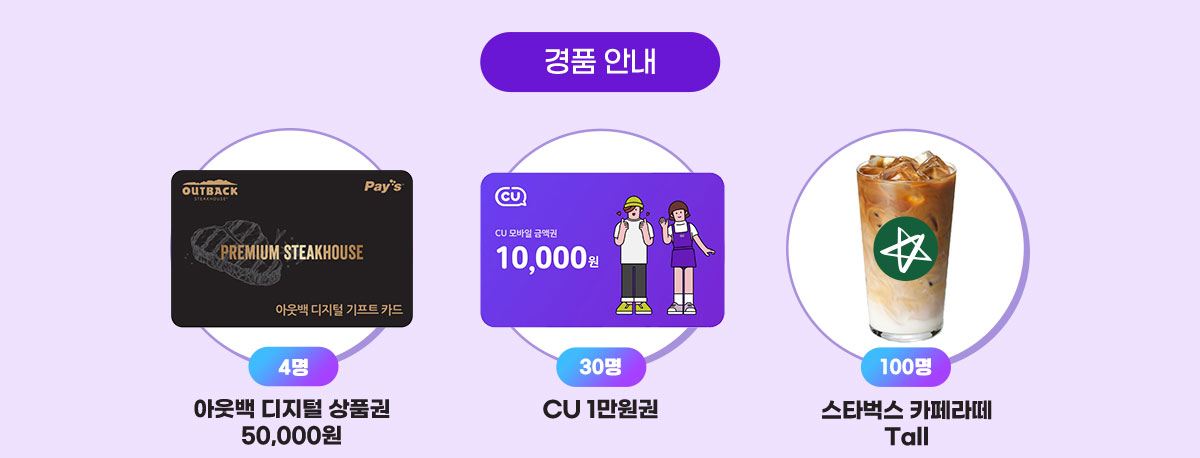 경품 안내
OUTBACK
STEAKHOUSE
Pay's
PREMIUM STEAKHOUSE
아웃백 디지털 기프트 카드
CU
CU 모바일 금액권
10,000원
4명
30명
100명
아웃백 디지털 상품권
50,000원
CU 1만원권
스타벅스 카페라떼
Tall